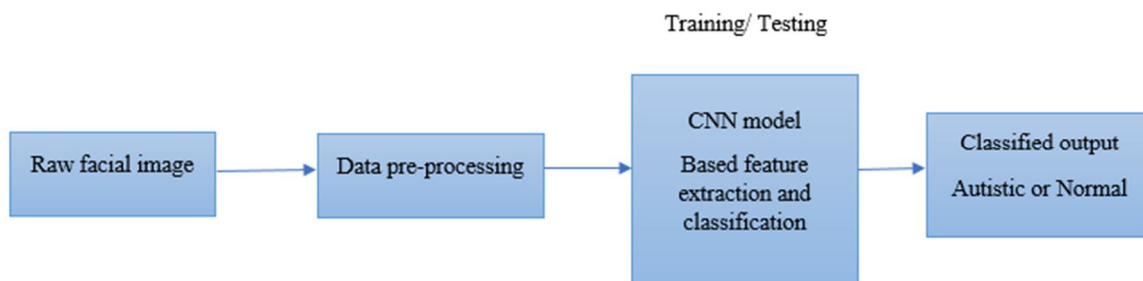 Training/ Testing
Raw facial image
Data pre-processing
CNN model
Based feature
extraction and
classification
Classified output
Autistic or Normal